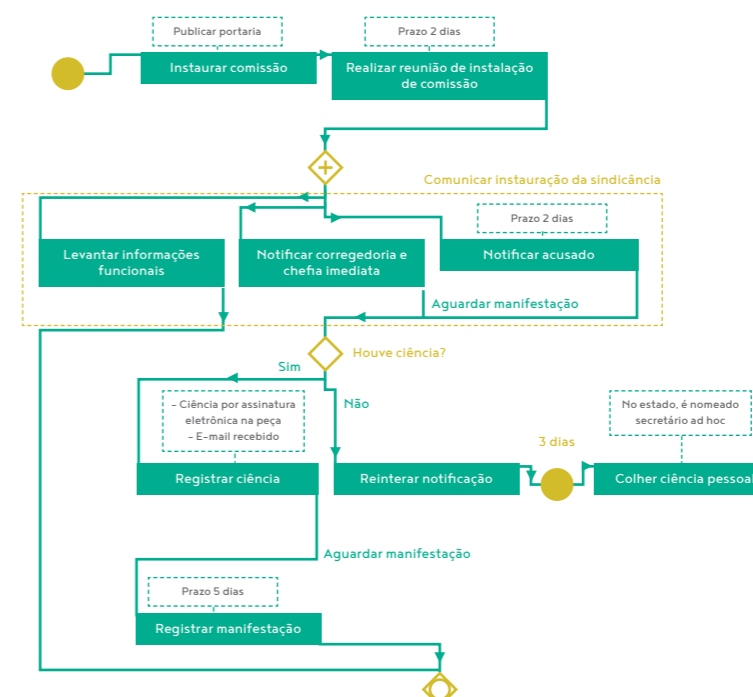 Publicar portaria
Prazo 2 dias
Instaurar comissão
Realizar reunião de instalação
de comissão
Comunicar instauração da sindicância
Prazo 2 dias
Levantar informações
funcionais
Notificar corregedoria e
chefia imediata
Notificar acusado
Aguardar manifestação
Houve ciência?
Sim
Não
- Ciência por assinatura
eletrônica na peça
- E-mail recebido
No estado, é nomeado
secretário ad hoc
3 dias
Registrar ciência
Reinterar notificação
Colher ciência pessoal
Aguardar manifestação
Prazo 5 dias
Registrar manifestação